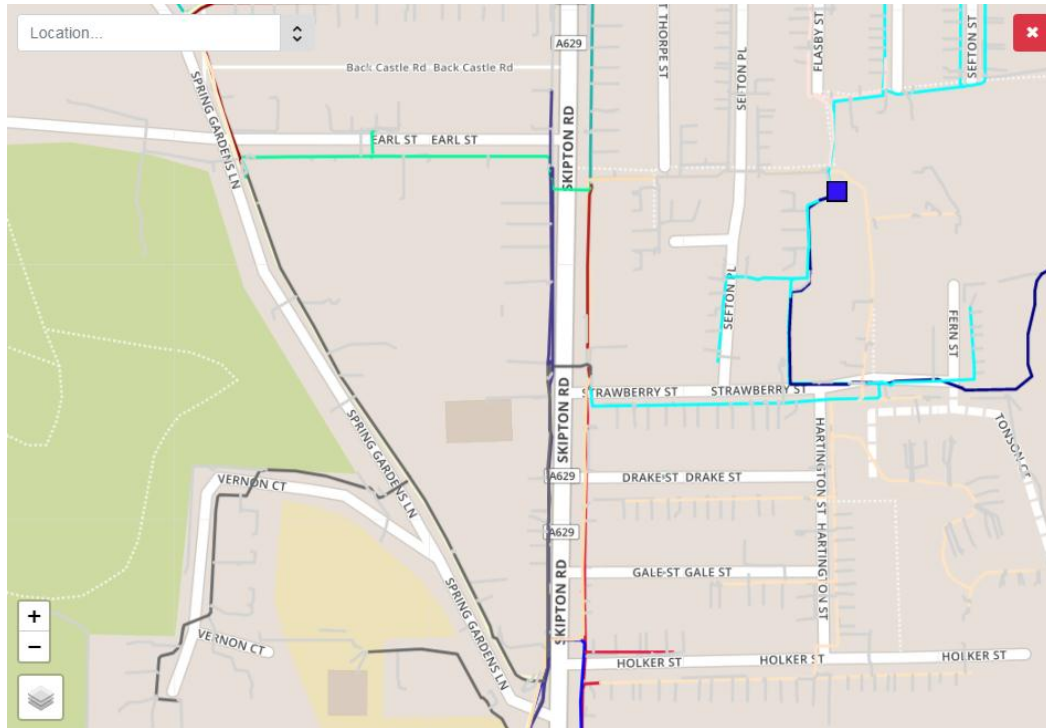 Location...
A629
T THORPE ST
FLASBY ST
SEFTON ST
Back Castle Rd Back Castle Rd
SEFTON PL
SPRING GARDENS LN
EARL ST EARL ST
SKIPTON RD
SEFTON PL
FERN ST
STRAWBERRY ST STRAWBERRY ST
SKIPTON RD
SPRING GARDENS LN
HARTINGTON ST HARTINGTON ST
TONSON CT
VERNON CT
A629
DRAKE ST DRAKE ST
A629
SKIPTON RD
GALE ST GALE ST
SPRING GARDENS LN
+
−
VERNON CT
HOLKER ST HOLKER ST HOLKER ST